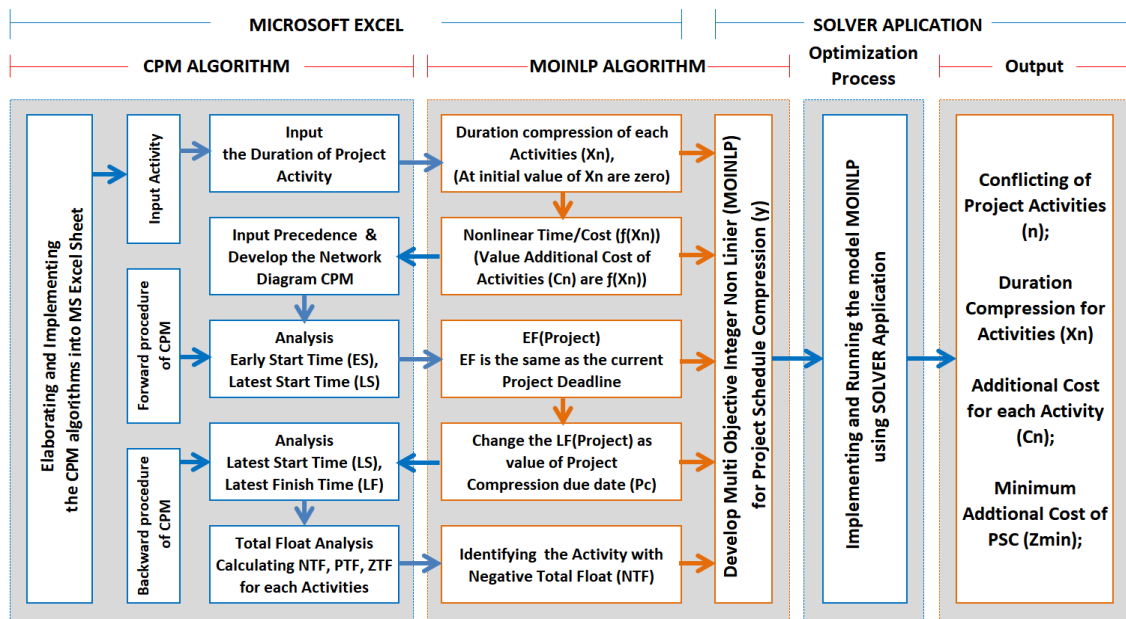 MICROSOFT EXCEL
SOLVER APLICATION
CPM ALGORITHM
MOINLP ALGORITHM
Optimization
Process
Output
Elaborating and Implementing
the CPM algorithms into MS Excel Sheet
Input Activity
Forward procedure
of CPM
Backward procedure
of CPM
Input
the Duration of Project
Activity
Input Precedence &
Develop the Network
Diagram CPM
Analysis
Early Start Time (ES),
Latest Start Time (LS)
Analysis
Latest Start Time (LS),
Latest Finish Time (LF)
Total Float Analysis
Calculating NTF, PTF, ZTF
for each Activities
Duration compression of each
Activities (Xn),
(At initial value of Xn are zero)
Nonlinear Time/Cost (ƒ(Xn))
(Value Additional Cost of
Activities (Cn) are ƒ(Xn))
EF(Project)
EF is the same as the current
Project Deadline
Change the LF(Project) as
value of Project
Compression due date (Pc)
Identifying the Activity with
Negative Total Float (NTF)
Develop Multi Objective Integer Non Linier (MOINLP)
for Project Schedule Compression (y)
Implementing and Running the model MOINLP
using SOLVER Application
Conflicting of
Project Activities
(n);
Duration
Compression for
Activities (Xn)
Additional Cost
for each Activity
(Cn);
Minimum
Addtional Cost of
PSC (Zmin);